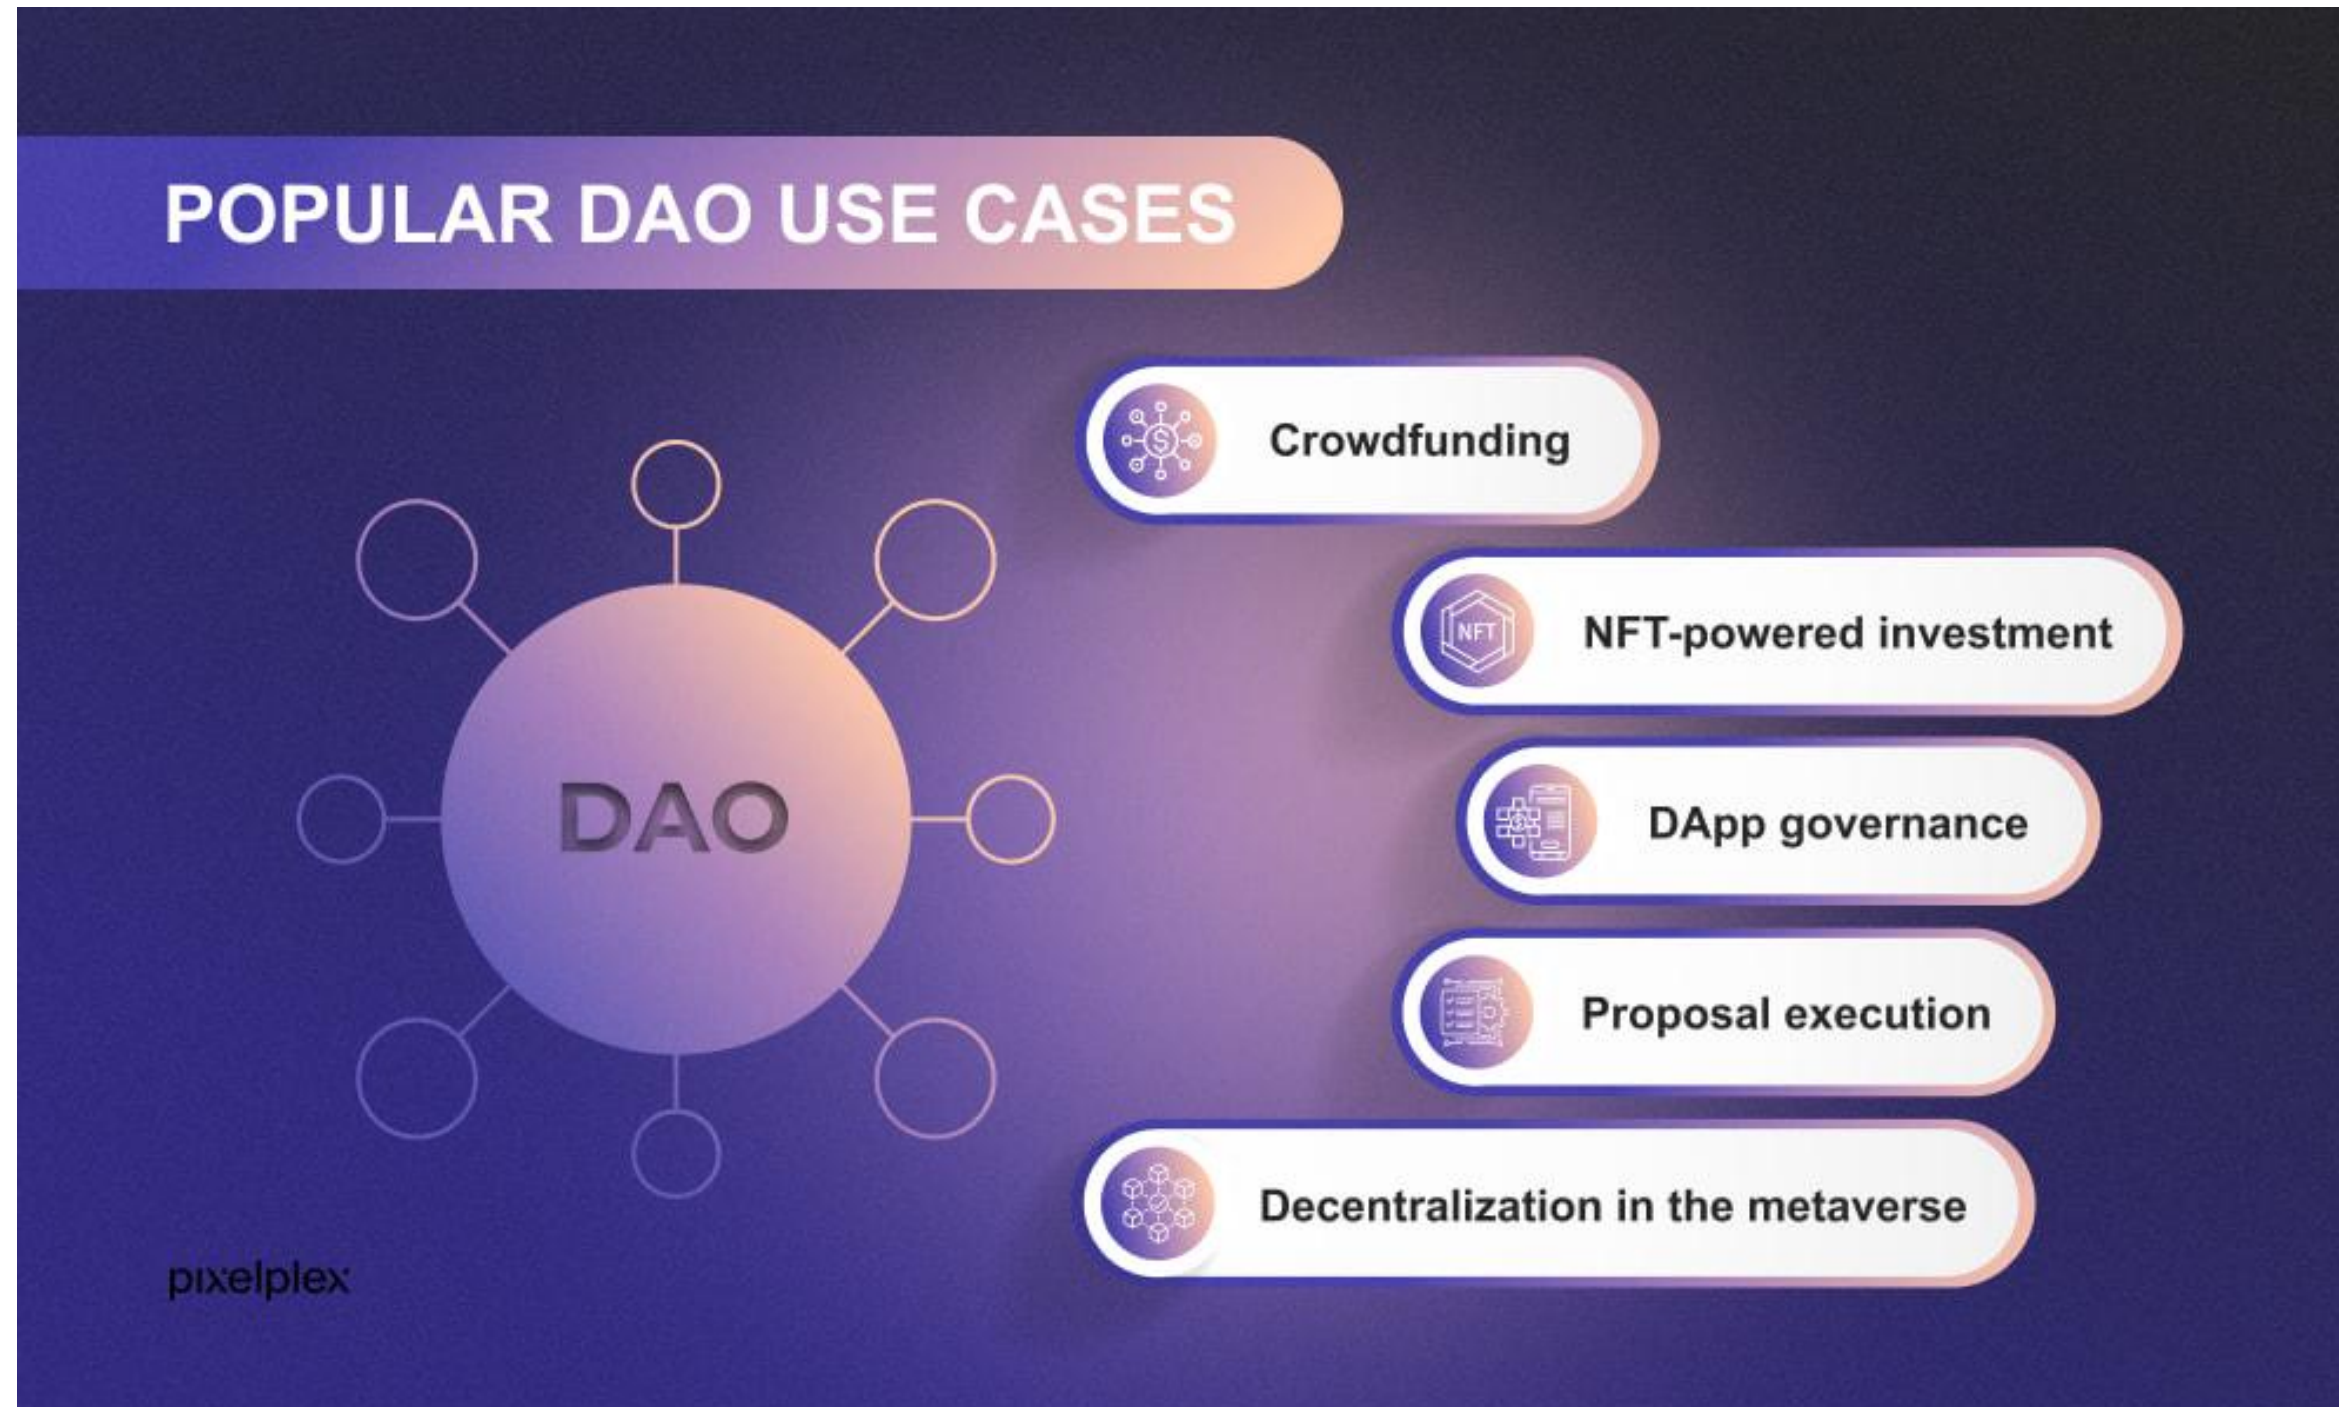 POPULAR DAO USE CASES
Crowdfunding
NFT
NFT-powered investment
DAO
DApp governance
Proposal execution
Decentralization in the metaverse
pixelplex